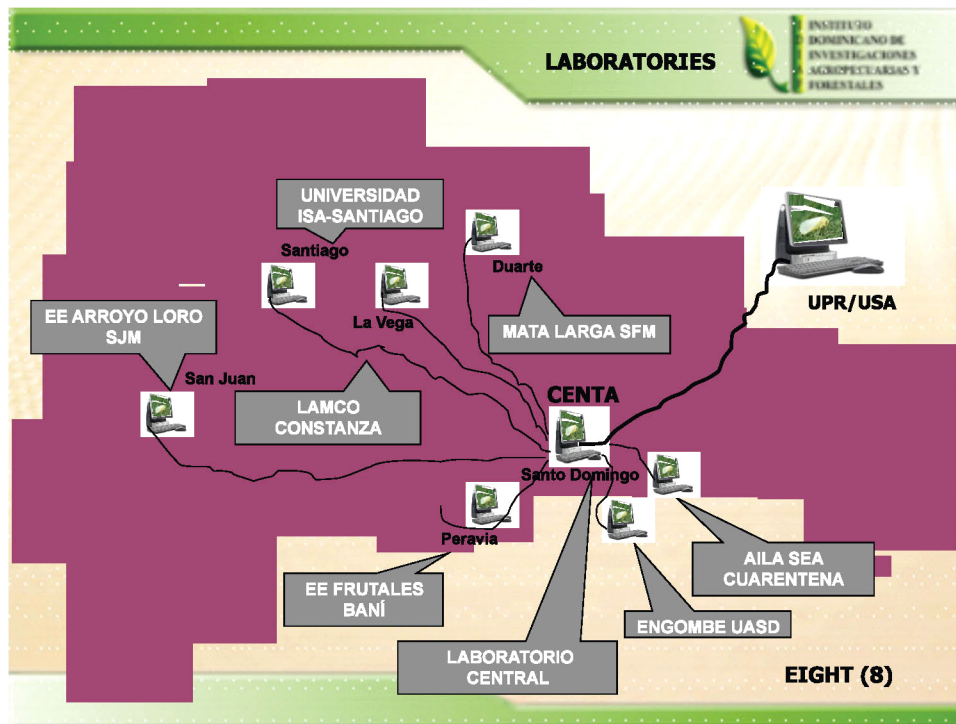 LABORATORIES
INSTITUTO
DOMINICANO DE
INVESTIGACIONES
AGROPECUARIAS Y
FORESTALES
UNIVERSIDAD
ISA-SANTIAGO
Santiago
Duarte
UPR/USA
EE ARROYO LORO
SJM
La Vega
MATA LARGA SFM
San Juan
LAMCO
CONSTANZA
CENTA
Santo Domingo
Peravia
AILA SEA
CUARENTENA
EE FRUTALES
BANÍ
ENGOMBE UASD
LABORATORIO
CENTRAL
EIGHT (8)